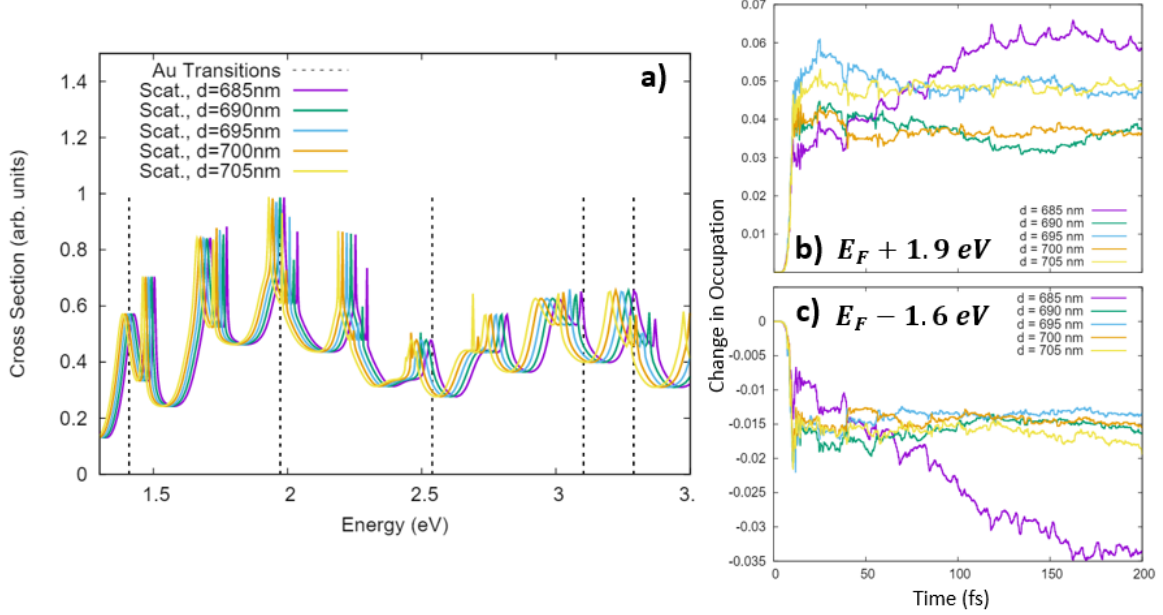 a)
1.4
1.2
1
0.8
0.6
0.4
0.2
0
Cross Section (arb. units)
Au Transitions
Scat., d=685nm
Scat., d=690nm
Scat., d=695nm
Scat., d=700nm
Scat., d=705nm
1.5
2
2.5
3
3.
Energy (eV)
0.07
0.06
0.05
0.04
0.03
0.02
0.01
b) E_F + 1.9 eV
d = 685 nm
d = 690 nm
d = 695 nm
d = 700 nm
d = 705 nm
Change in Occupation
0
-0.005
-0.01
-0.015
-0.02
-0.025
-0.03
-0.035
c) E_F − 1.6 eV
d = 685 nm
d = 690 nm
d = 695 nm
d = 700 nm
d = 705 nm
0
50
100
150
200
Time (fs)